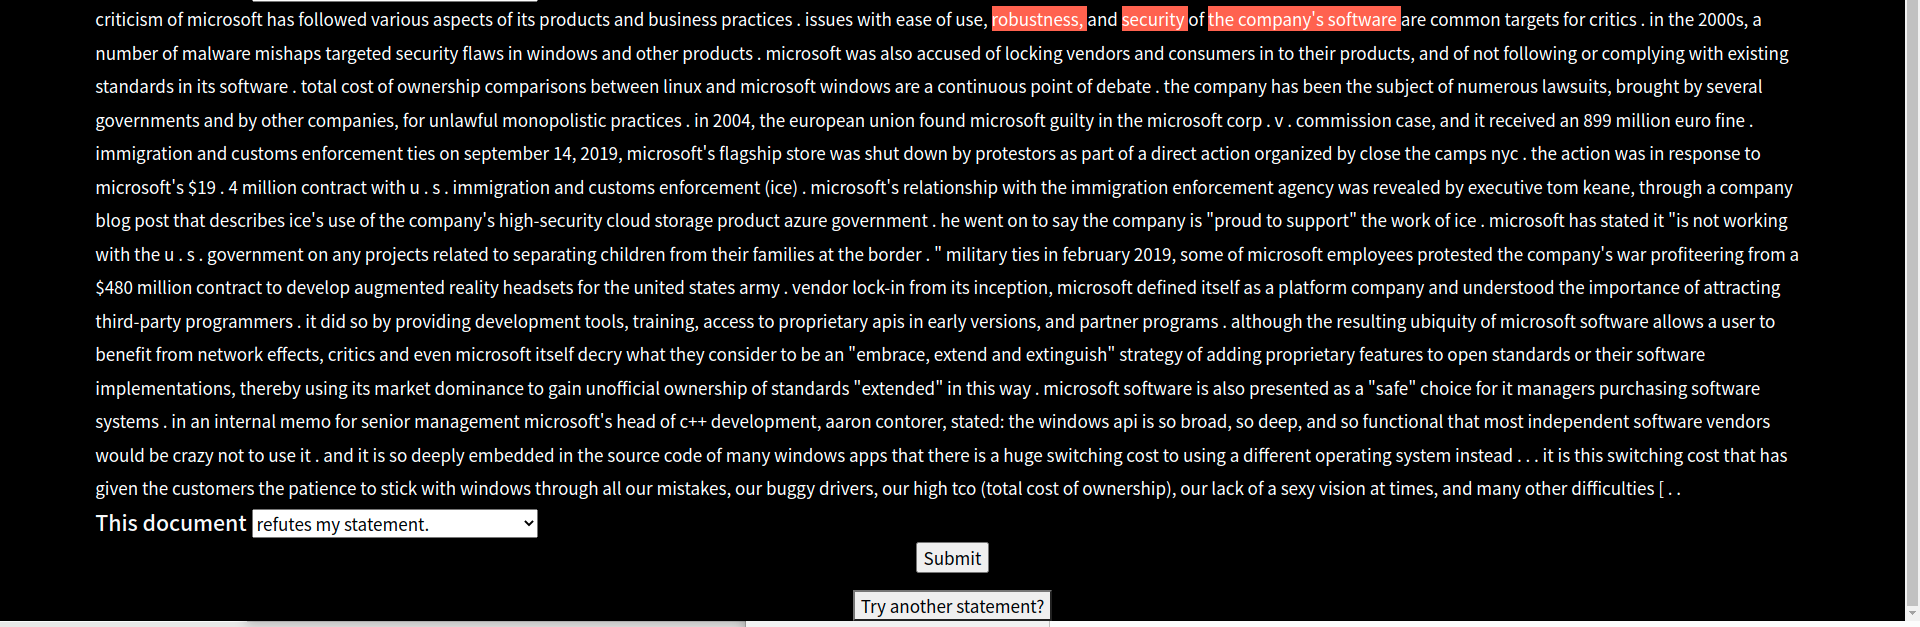 criticism of microsoft has followed various aspects of its products and business practices . issues with ease of use, robustness, and security of the company's software are common targets for critics . in the 2000s, a
number of malware mishaps targeted security flaws in windows and other products . microsoft was also accused of locking vendors and consumers in to their products, and of not following or complying with existing
standards in its software . total cost of ownership comparisons between linux and microsoft windows are a continuous point of debate . the company has been the subject of numerous lawsuits, brought by several
governments and by other companies, for unlawful monopolistic practices . in 2004, the european union found microsoft guilty in the microsoft corp . v . commission case, and it received an 899 million euro fine .
immigration and customs enforcement ties on september 14, 2019, microsoft's flagship store was shut down by protestors as part of a direct action organized by close the camps nyc . the action was in response to
microsoft's $19 . 4 million contract with u . s . immigration and customs enforcement (ice) . microsoft's relationship with the immigration enforcement agency was revealed by executive tom keane, through a company
blog post that describes ice's use of the company's high-security cloud storage product azure government . he went on to say the company is "proud to support" the work of ice . microsoft has stated it "is not working
with the u . s . government on any projects related to separating children from their families at the border . " military ties in february 2019, some of microsoft employees protested the company's war profiteering from a
$480 million contract to develop augmented reality headsets for the united states army . vendor lock-in from its inception, microsoft defined itself as a platform company and understood the importance of attracting
third-party programmers . it did so by providing development tools, training, access to proprietary apis in early versions, and partner programs . although the resulting ubiquity of microsoft software allows a user to
benefit from network effects, critics and even microsoft itself decry what they consider to be an "embrace, extend and extinguish" strategy of adding proprietary features to open standards or their software
implementations, thereby using its market dominance to gain unofficial ownership of standards "extended" in this way . microsoft software is also presented as a "safe" choice for it managers purchasing software
systems . in an internal memo for senior management microsoft's head of c++ development, aaron contorer, stated: the windows api is so broad, so deep, and so functional that most independent software vendors
would be crazy not to use it . and it is so deeply embedded in the source code of many windows apps that there is a huge switching cost to using a different operating system instead . . . it is this switching cost that has
given the customers the patience to stick with windows through all our mistakes, our buggy drivers, our high tco (total cost of ownership), our lack of a sexy vision at times, and many other difficulties [ . .
This document refutes my statement.
Submit
Try another statement?